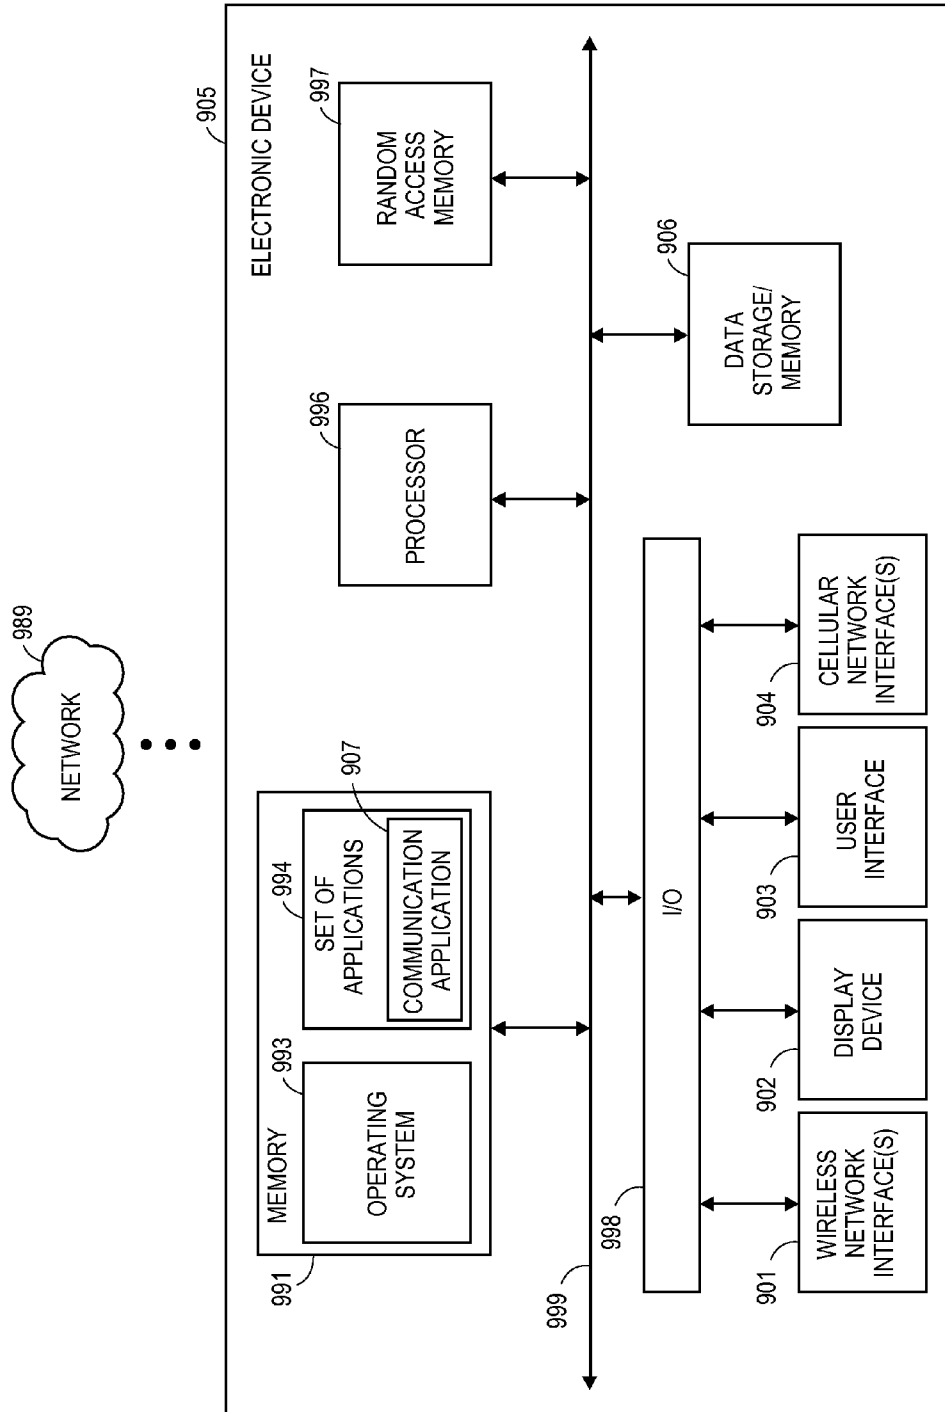 NETWORK
989
ELECTRONIC DEVICE
905
MEMORY
991
OPERATING
SYSTEM
993
SET OF
APPLICATIONS
994
COMMUNICATION
APPLICATION
907
PROCESSOR
996
RANDOM
ACCESS
MEMORY
997
999
I/O
998
DATA
STORAGE/
MEMORY
906
WIRELESS
NETWORK
INTERFACE(S)
901
DISPLAY
DEVICE
902
USER
INTERFACE
903
CELLULAR
NETWORK
INTERFACE(S)
904